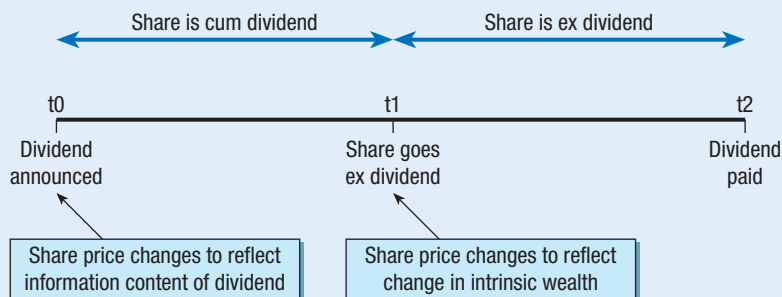 Share is cum dividend
Share is ex dividend
t0
t1
t2
Dividend
announced
Share goes
ex dividend
Dividend
paid
Share price changes to reflect
information content of dividend
Share price changes to reflect
change in intrinsic wealth